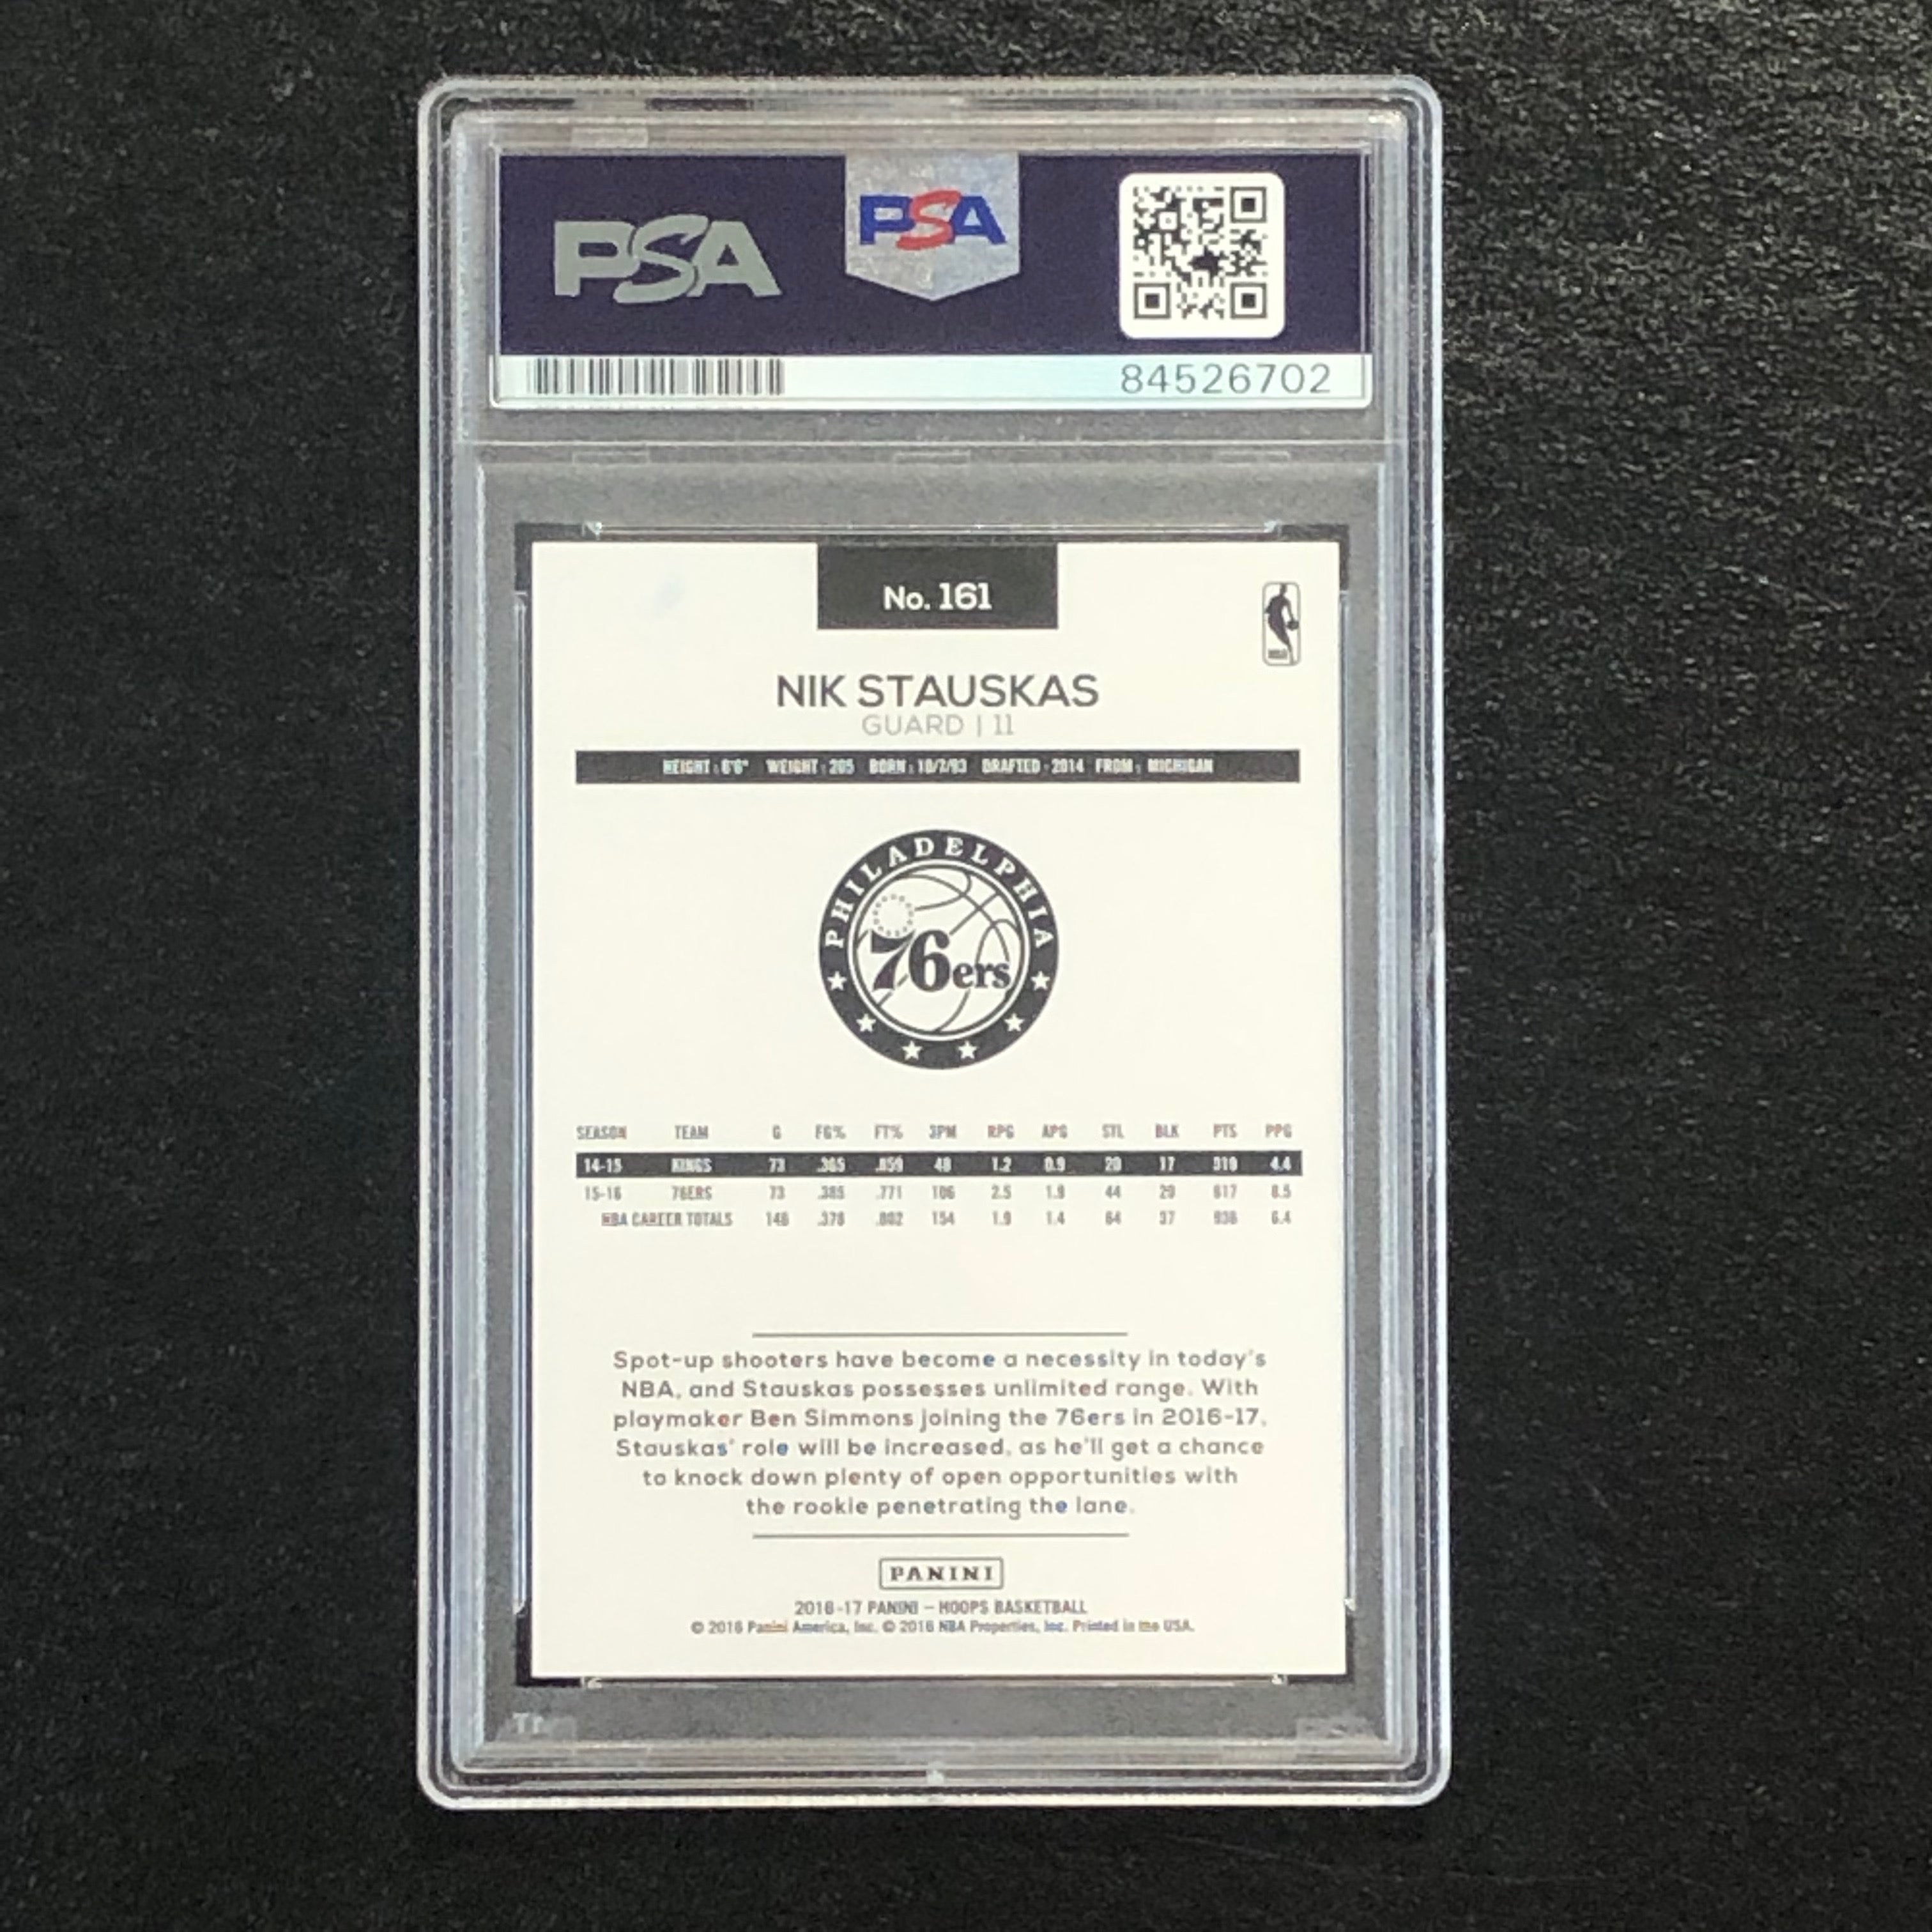 PSA
PSA
84526702
No. 161
NIK STAUSKAS
GUARD | 11
HEIGHT : 6'6" WEIGHT : 205 BORN : 10/7/93 DRAFTED : 2014 FROM : MICHIGAN
PHILADELPHIA
76ers
SEASON TEAM G FG% FT% 3PM RPG APG STL BLK PTS PPG
14-15 KINGS 73 .365 .859 48 1.2 0.9 20 17 319 4.4
15-16 76ERS 73 .385 .771 106 2.5 1.9 44 20 617 8.5
NBA CAREER TOTALS 146 .378 .802 154 1.9 1.4 64 37 936 6.4
Spot-up shooters have become a necessity in today's
NBA, and Stauskas possesses unlimited range. With
playmaker Ben Simmons joining the 76ers in 2016-17,
Stauskas' role will be increased, as he'll get a chance
to knock down plenty of open opportunities with
the rookie penetrating the lane.
PANINI
2016-17 PANINI – HOOPS BASKETBALL
© 2016 Panini America, Inc. © 2016 NBA Properties, Inc. Printed in the USA.